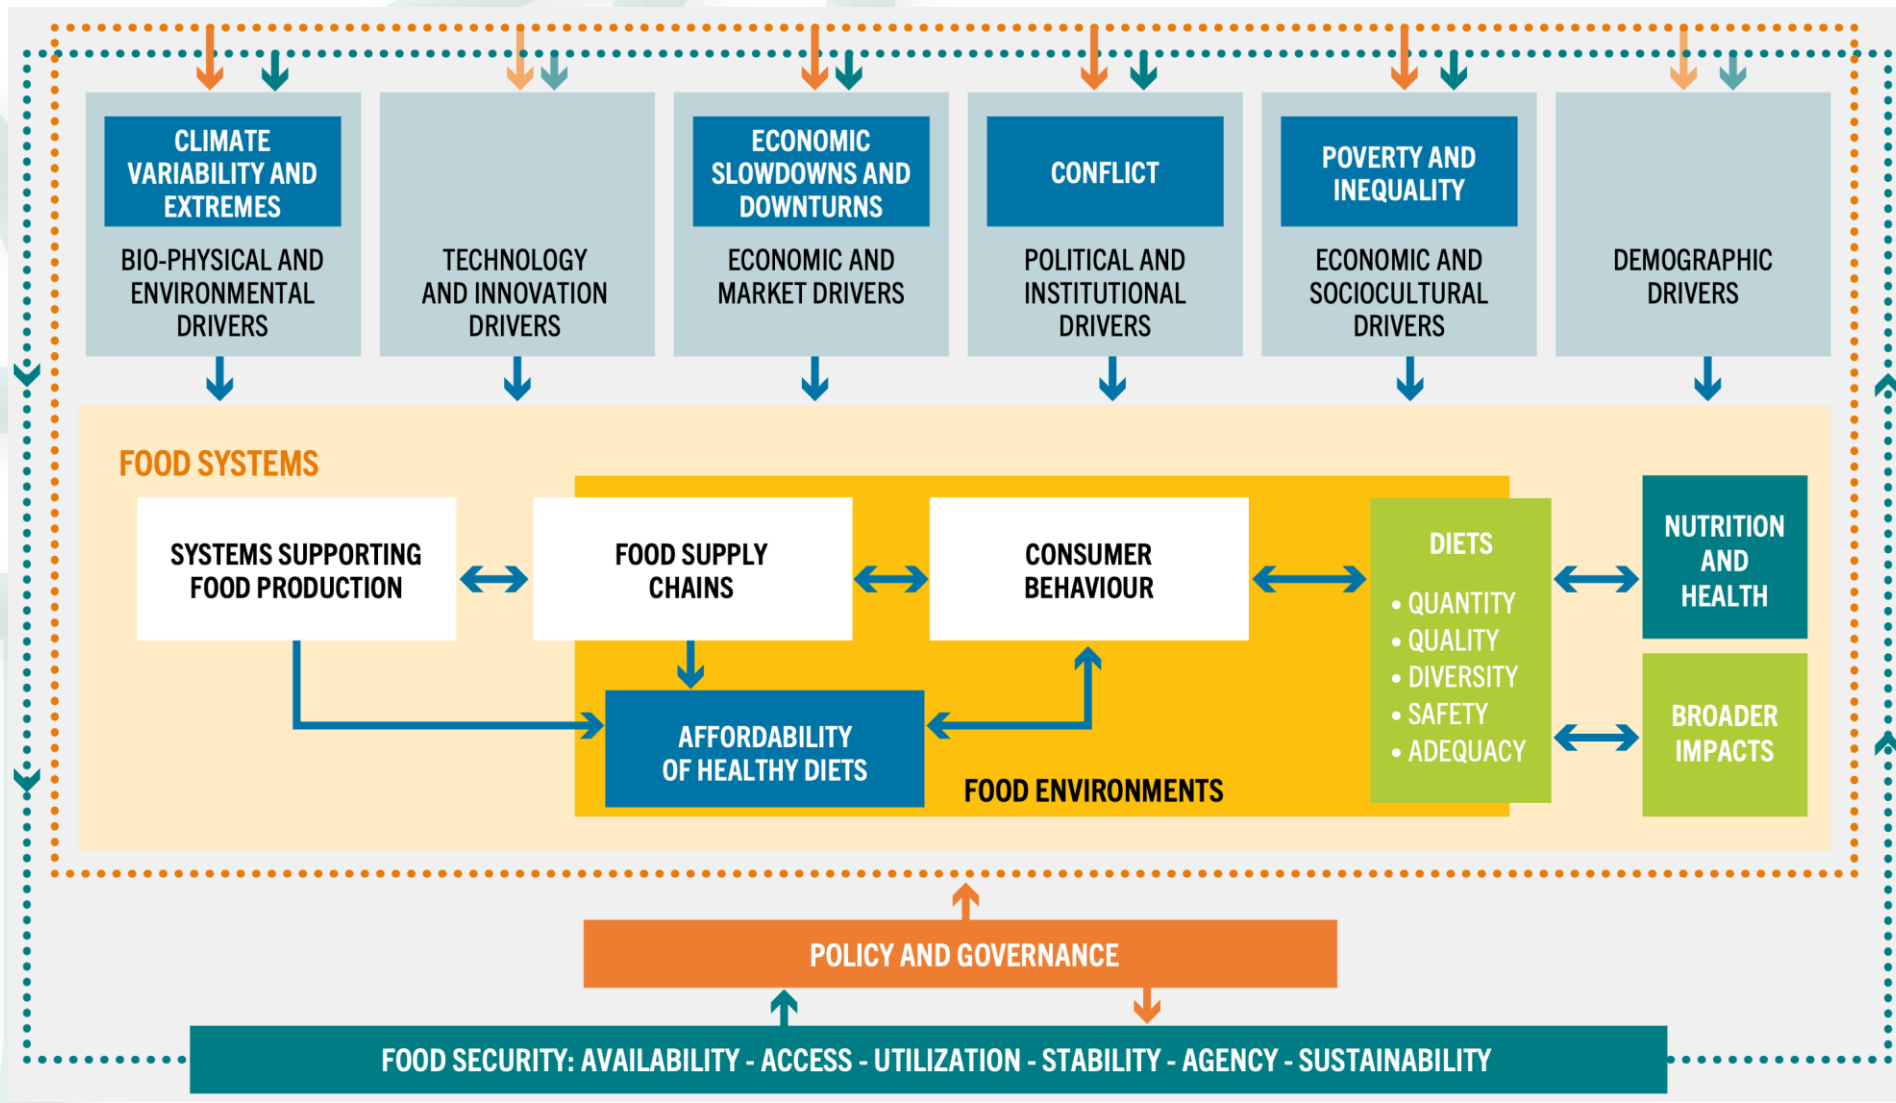 CLIMATE
VARIABILITY AND
EXTREMES
BIO-PHYSICAL AND
ENVIRONMENTAL
DRIVERS
TECHNOLOGY
AND INNOVATION
DRIVERS
ECONOMIC
SLOWDOWNS AND
DOWNTURNS
ECONOMIC AND
MARKET DRIVERS
CONFLICT
POLITICAL AND
INSTITUTIONAL
DRIVERS
POVERTY AND
INEQUALITY
ECONOMIC AND
SOCIOCULTURAL
DRIVERS
DEMOGRAPHIC
DRIVERS
FOOD SYSTEMS
SYSTEMS SUPPORTING
FOOD PRODUCTION
FOOD SUPPLY
CHAINS
CONSUMER
BEHAVIOUR
DIETS
• QUANTITY
• QUALITY
• DIVERSITY
• SAFETY
• ADEQUACY
NUTRITION
AND
HEALTH
BROADER
IMPACTS
AFFORDABILITY
OF HEALTHY DIETS
FOOD ENVIRONMENTS
POLICY AND GOVERNANCE
FOOD SECURITY: AVAILABILITY - ACCESS - UTILIZATION - STABILITY - AGENCY - SUSTAINABILITY